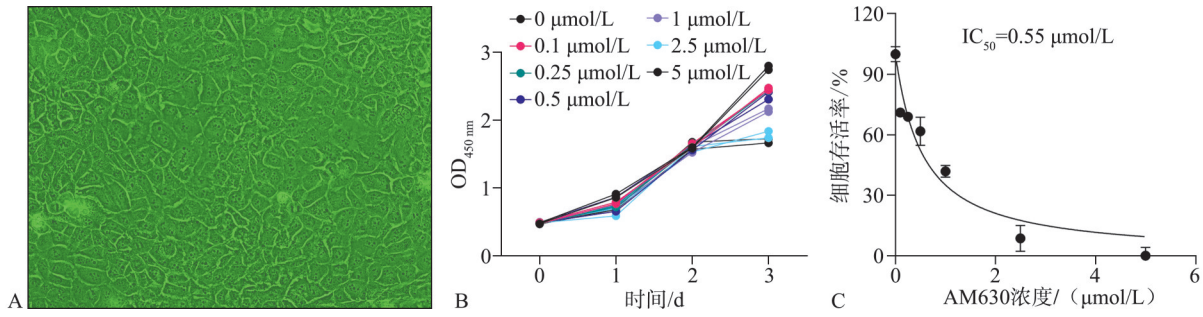 A
0 μmol/L
1 μmol/L
0.1 μmol/L
2.5 μmol/L
0.25 μmol/L
5 μmol/L
0.5 μmol/L
3
2
1
0
OD450 nm
0
1
2
3
时间/d
B
IC50=0.55 μmol/L
120
90
60
30
0
细胞存活率/%
0
2
4
6
AM630浓度/（μmol/L）
C